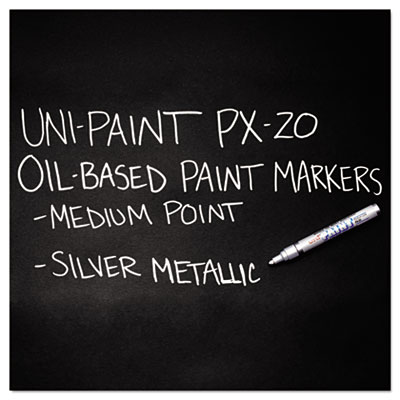 UNI-PAINT PX-20
OIL-BASED PAINT MARKERS
-MEDIUM POINT
-SILVER METALLIC